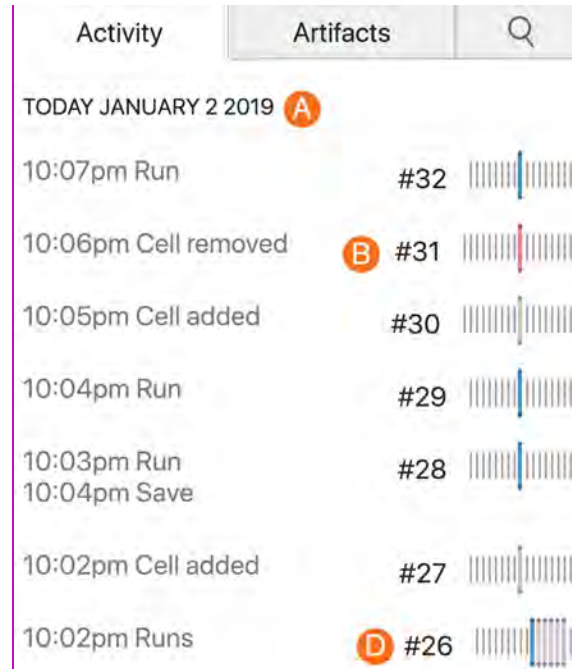 Activity Artifacts
TODAY JANUARY 2 2019 A
10:07pm Run #32
10:06pm Cell removed B #31
10:05pm Cell added #30
10:04pm Run #29
10:03pm Run #28
10:04pm Save
10:02pm Cell added #27
10:02pm Runs D #26